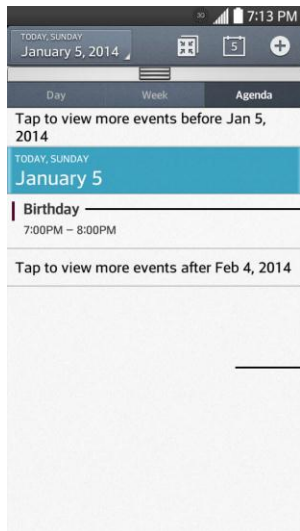 3G 7:13 PM
TODAY, SUNDAY
January 5, 2014
5
Day Week Agenda
Tap to view more events before Jan 5,
2014
TODAY, SUNDAY
January 5
Birthday
7:00PM – 8:00PM
Tap to view more events after Feb 4, 2014